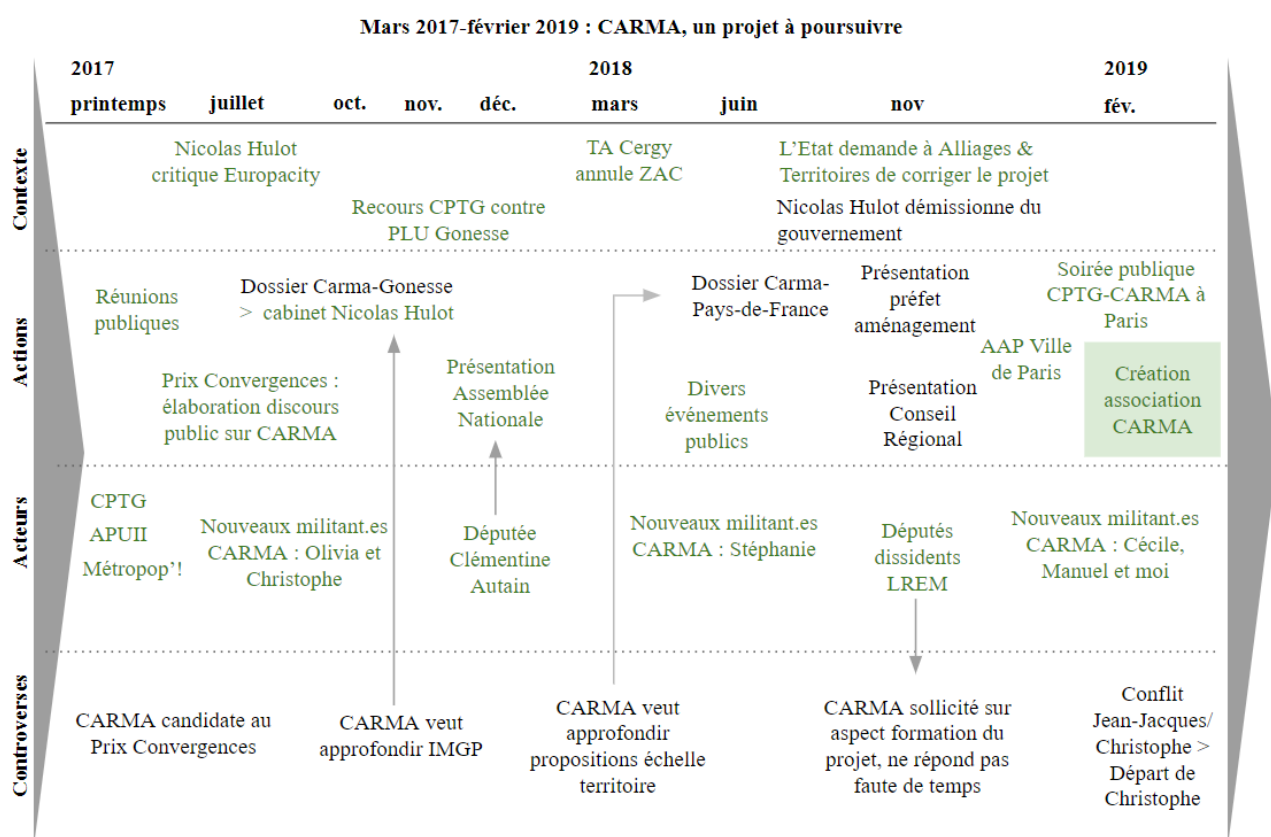 Mars 2017-février 2019 : CARMA, un projet à poursuivre
2017
2018
2019
printemps
juillet
oct.
nov.
déc.
mars
juin
nov
fév.
Contexte
Nicolas Hulot
critique Europacity
Recours CPTG contre
PLU Gonesse
TA Cergy
annule ZAC
L'Etat demande à Alliages &
Territoires de corriger le projet
Nicolas Hulot démissionne du
gouvernement
Actions
Réunions
publiques
Dossier Carma-Gonesse
> cabinet Nicolas Hulot
Prix Convergences :
élaboration discours
public sur CARMA
Présentation
Assemblée
Nationale
Dossier Carma-
Pays-de-France
Divers
événements
publics
Présentation
préfet
aménagement
Présentation
Conseil
Régional
AAP Ville
de Paris
Soirée publique
CPTG-CARMA à
Paris
Création
association
CARMA
Acteurs
CPTG
APUII
Métropop'!
Nouveaux militant.es
CARMA : Olivia et
Christophe
Députée
Clémentine
Autain
Nouveaux militant.es
CARMA : Stéphanie
Députés
dissidents
LREM
Nouveaux militant.es
CARMA : Cécile,
Manuel et moi
Controverses
CARMA candidate au
Prix Convergences
CARMA veut
approfondir IMGP
CARMA veut
approfondir
propositions échelle
territoire
CARMA sollicité sur
aspect formation du
projet, ne répond pas
faute de temps
Conflit
Jean-Jacques/
Christophe >
Départ de
Christophe